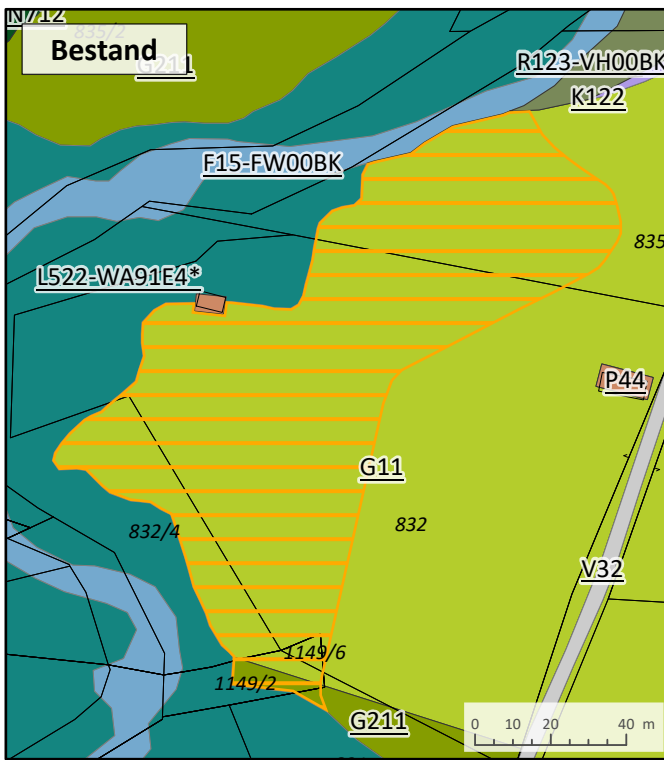 N712
835/2
Bestand
G211
R123-VH00BK
K122
F15-FW00BK
835
L522-WA91E4*
P44
G11
832/4
832
V32
1149/6
1149/2
G211
0 10 20 40 m